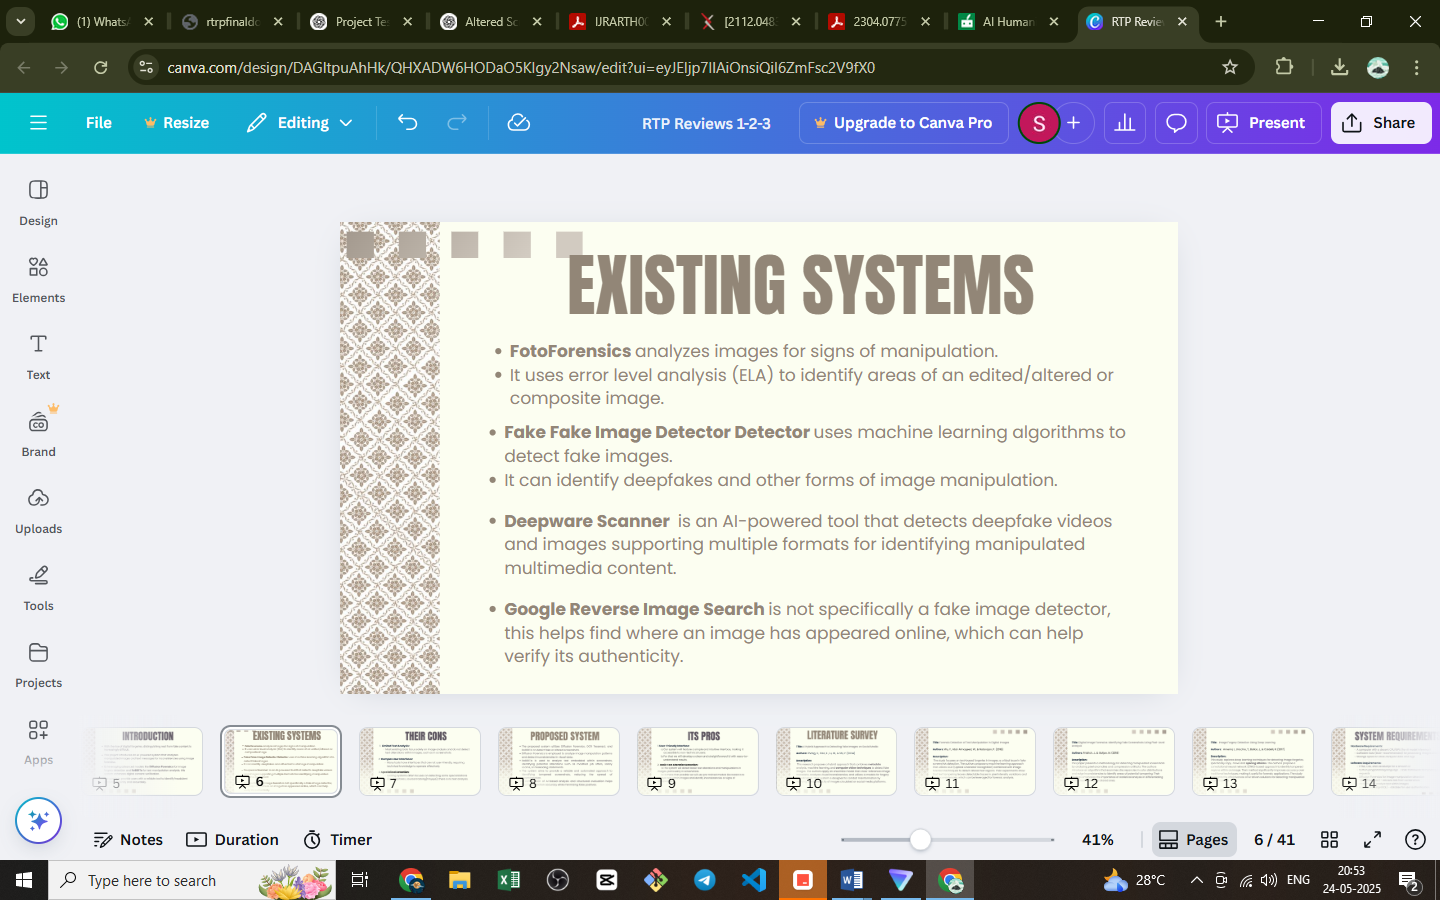 (1) Whats
rtrpfinaldo
Project Te
Altered Sc
IJRARTH00
[2112.048
2304.0775
AI Human
RTP Revie
canva.com/design/DAGltpuAhHk/QHXADW6HODaO5KIgy2Nsaw/edit?ui=eyJEljp7IlAiOnsiQiI6ZmFsc2V9fX0
File
Resize
Editing
RTP Reviews 1-2-3
Upgrade to Canva Pro
S
Present
Share
Design
Elements
Text
Brand
Uploads
Tools
Projects
Apps
EXISTING SYSTEMS
• FotoForensics analyzes images for signs of manipulation.
• It uses error level analysis (ELA) to identify areas of an edited/altered or
composite image.
• Fake Fake Image Detector Detector uses machine learning algorithms to
detect fake images.
• It can identify deepfakes and other forms of image manipulation.
• Deepware Scanner is an AI-powered tool that detects deepfake videos
and images supporting multiple formats for identifying manipulated
multimedia content.
• Google Reverse Image Search is not specifically a fake image detector,
this helps find where an image has appeared online, which can help
verify its authenticity.
INTRODUCTION
5
EXISTING SYSTEMS
6
THEIR CONS
7
PROPOSED SYSTEM
8
ITS PROS
9
LITERATURE SURVEY
10
11
12
13
SYSTEM REQUIREMEN
14
Notes
Duration
Timer
41%
Pages
6 / 41
Type here to search
28°C
ENG
20:53
24-05-2025
2